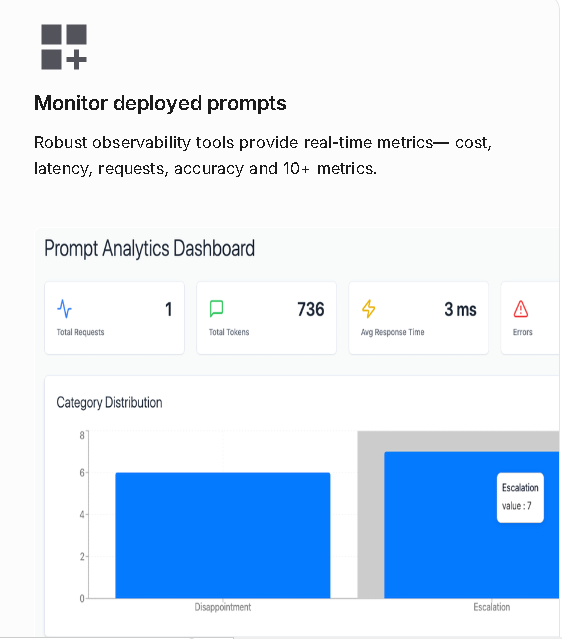 Monitor deployed prompts
Robust observability tools provide real-time metrics— cost,
latency, requests, accuracy and 10+ metrics.
Prompt Analytics Dashboard
1
Total Requests
736
Total Tokens
3 ms
Avg Response Time
Errors
Category Distribution
8
6
4
2
0
Escalation
value : 7
Disappointment
Escalation